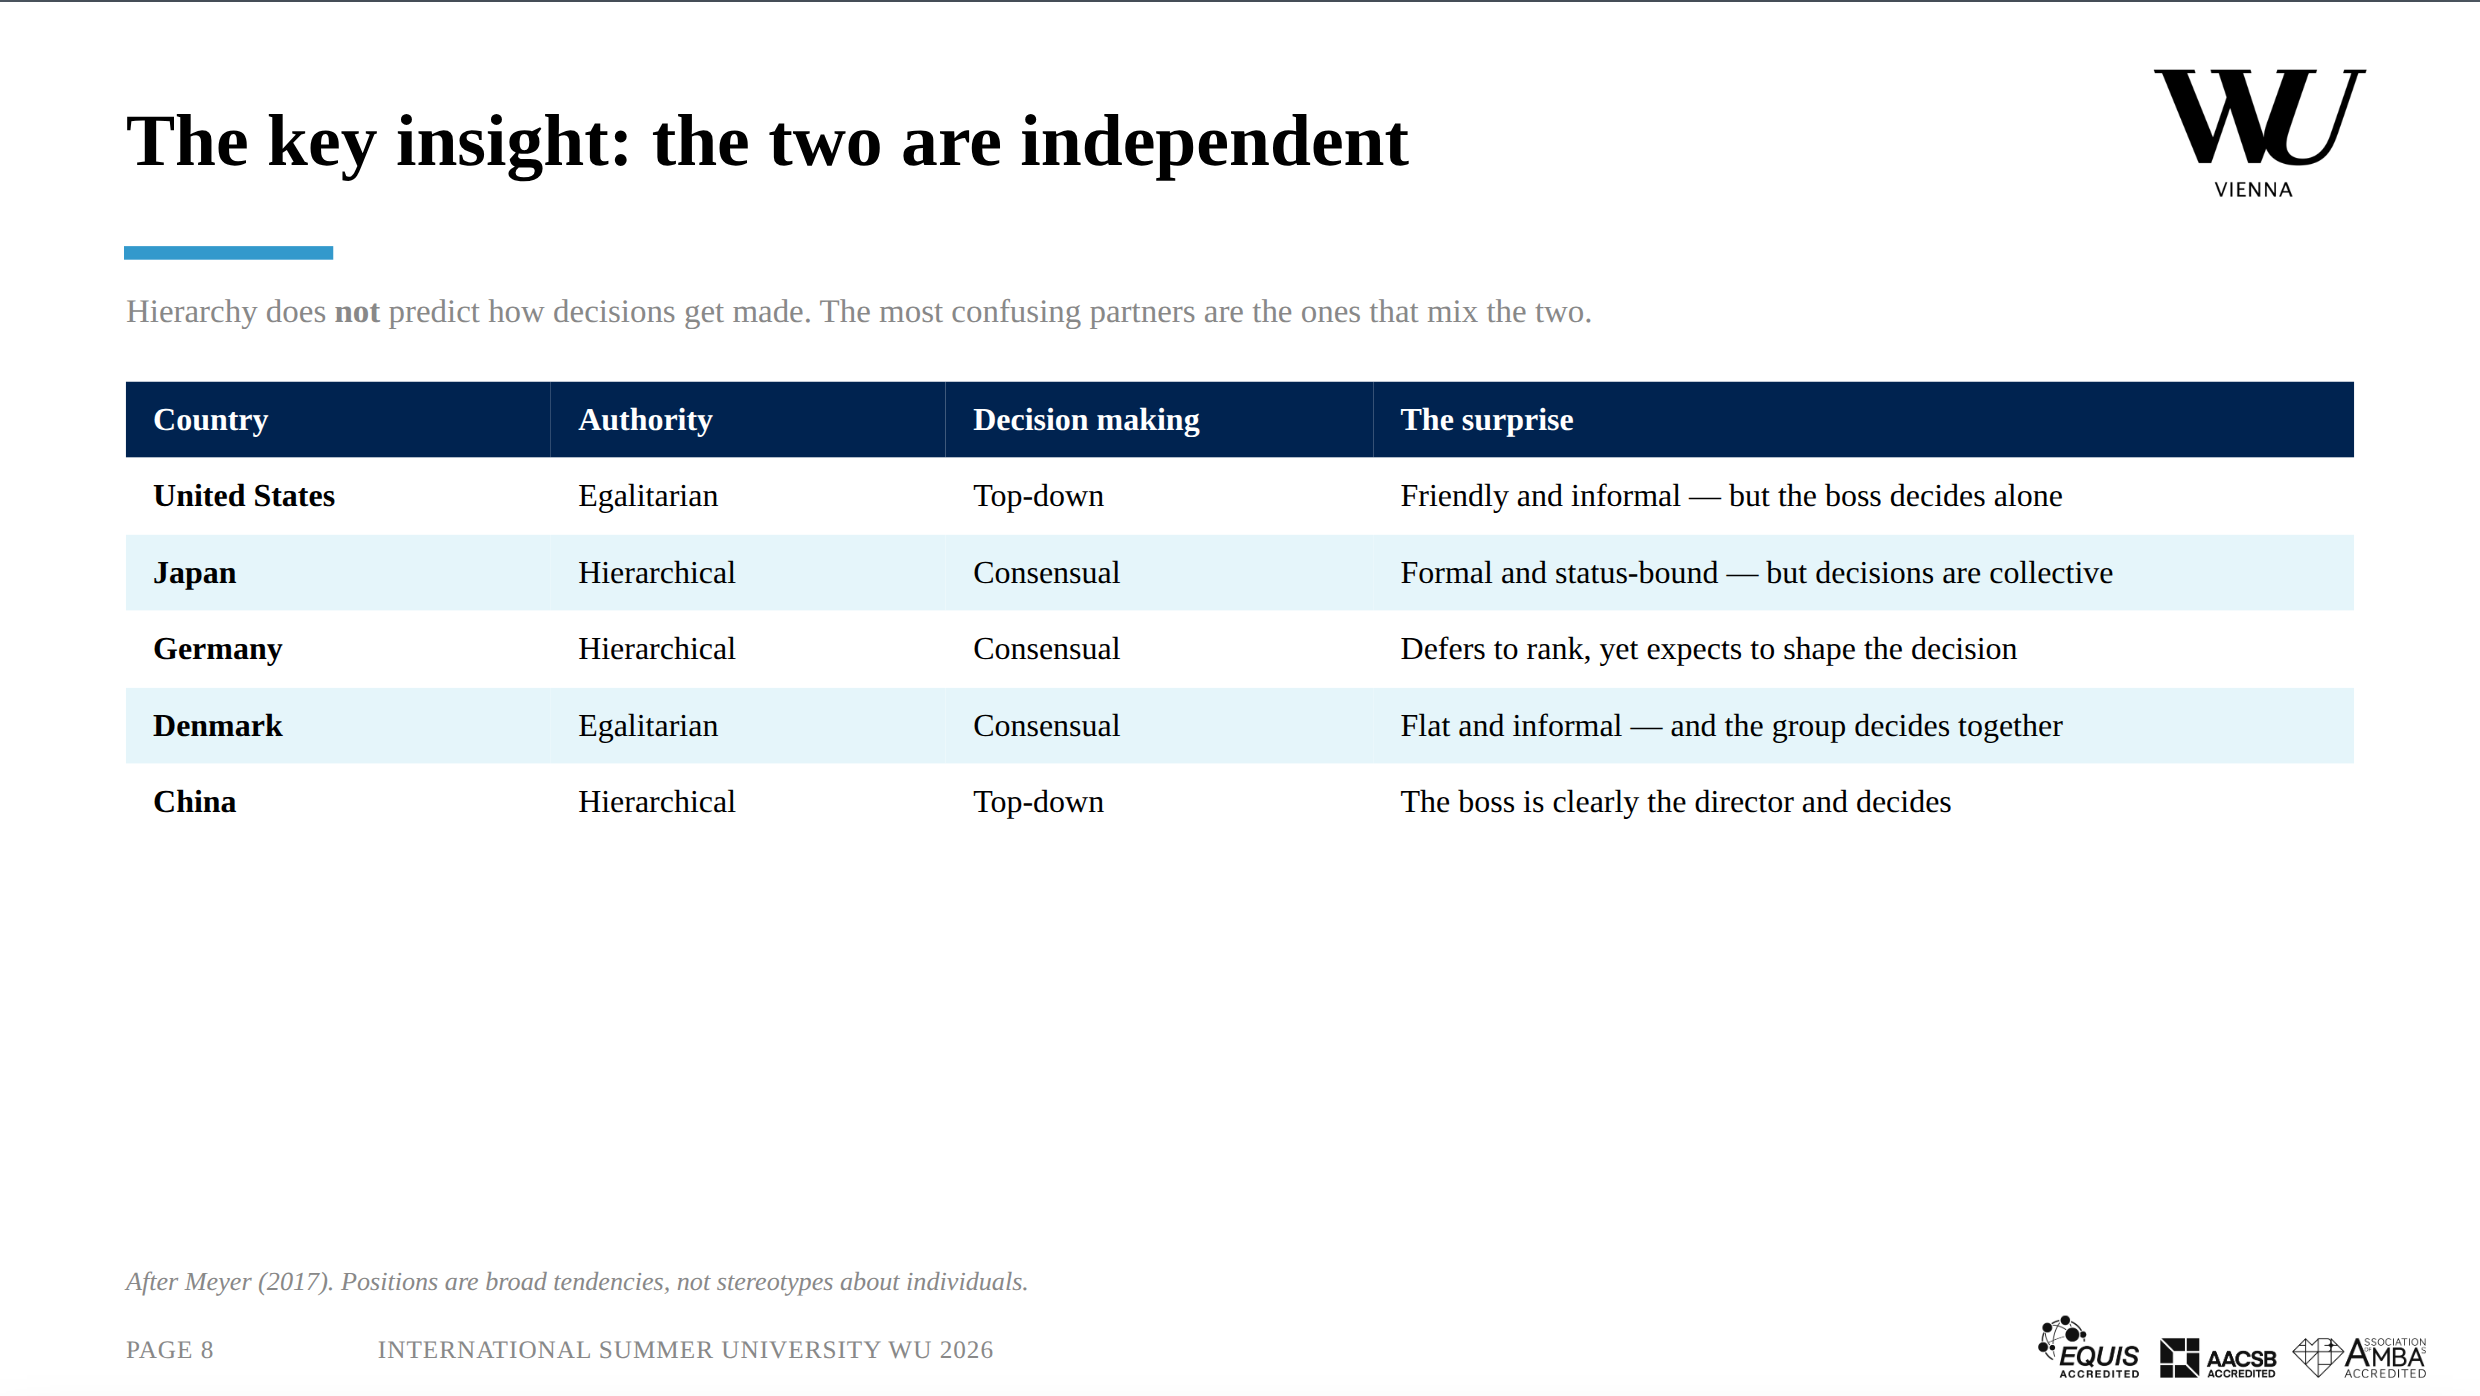 The key insight: the two are independent
WU
VIENNA
Hierarchy does not predict how decisions get made. The most confusing partners are the ones that mix the two.
Country Authority Decision making The surprise
United States Egalitarian Top-down Friendly and informal — but the boss decides alone
Japan Hierarchical Consensual Formal and status-bound — but decisions are collective
Germany Hierarchical Consensual Defers to rank, yet expects to shape the decision
Denmark Egalitarian Consensual Flat and informal — and the group decides together
China Hierarchical Top-down The boss is clearly the director and decides
After Meyer (2017). Positions are broad tendencies, not stereotypes about individuals.
PAGE 8 INTERNATIONAL SUMMER UNIVERSITY WU 2026
EQUIS
ACCREDITED
AACSB
ACCREDITED
ASSOCIATION
OF
AMBAS
ACCREDITED